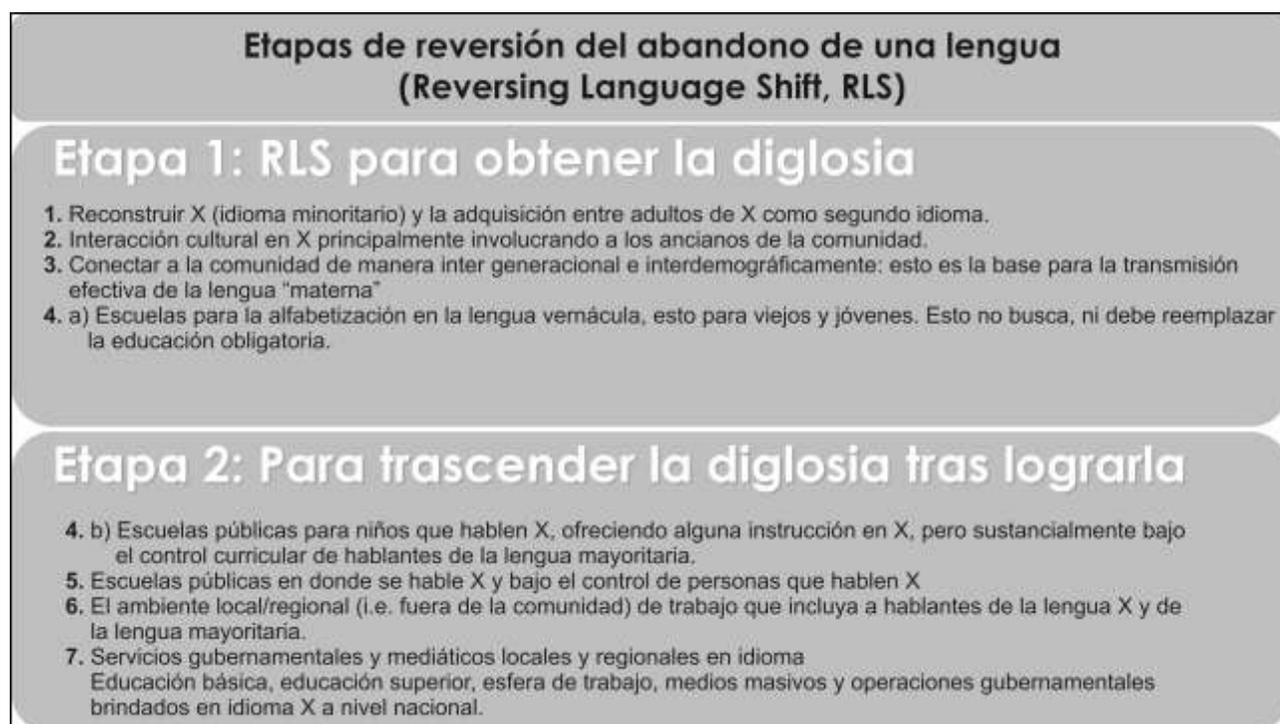 Etapas de reversión del abandono de una lengua
(Reversing Language Shift, RLS)
Etapa 1: RLS para obtener la diglosia
1. Reconstruir X (idioma minoritario) y la adquisición entre adultos de X como segundo idioma.
2. Interacción cultural en X principalmente involucrando a los ancianos de la comunidad.
3. Conectar a la comunidad de manera inter generacional e interdemográficamente: esto es la base para la transmisión
efectiva de la lengua “materna”
4. a) Escuelas para la alfabetización en la lengua vernácula, esto para viejos y jóvenes. Esto no busca, ni debe reemplazar
la educación obligatoria.
Etapa 2: Para trascender la diglosia tras lograrla
4. b) Escuelas públicas para niños que hablen X, ofreciendo alguna instrucción en X, pero sustancialmente bajo
el control curricular de hablantes de la lengua mayoritaria.
5. Escuelas públicas en donde se hable X y bajo el control de personas que hablen X
6. El ambiente local/regional (i.e. fuera de la comunidad) de trabajo que incluya a hablantes de la lengua X y de
la lengua mayoritaria.
7. Servicios gubernamentales y mediáticos locales y regionales en idioma
Educación básica, educación superior, esfera de trabajo, medios masivos y operaciones gubernamentales
brindados en idioma X a nivel nacional.